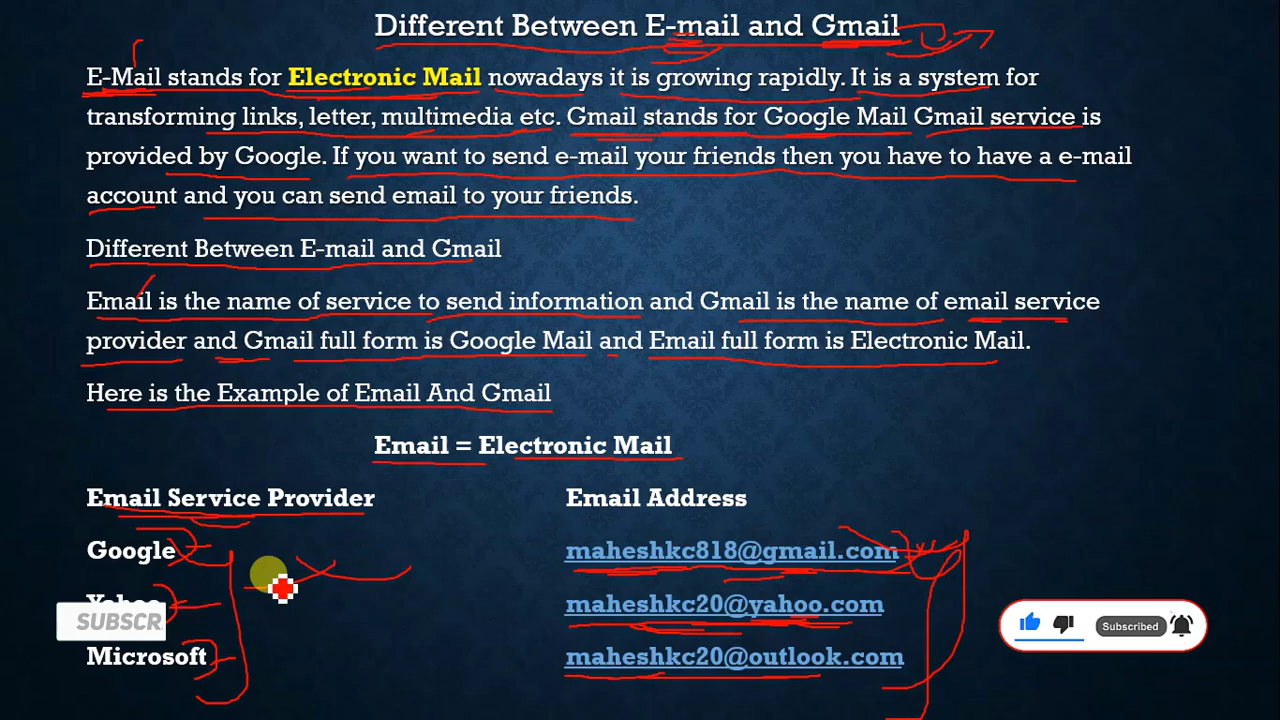 Different Between E-mail and Gmail
E-Mail stands for Electronic Mail nowadays it is growing rapidly. It is a system for
transforming links, letter, multimedia etc. Gmail stands for Google Mail Gmail service is
provided by Google. If you want to send e-mail your friends then you have to have a e-mail
account and you can send email to your friends.
Different Between E-mail and Gmail
Email is the name of service to send information and Gmail is the name of email service
provider and Gmail full form is Google Mail and Email full form is Electronic Mail.
Here is the Example of Email And Gmail
Email = Electronic Mail
Email Service Provider Email Address
Google maheshkc818@gmail.com
Yahoo maheshkc20@yahoo.com
SUBSCR
Subscribed
Microsoft maheshkc20@outlook.com